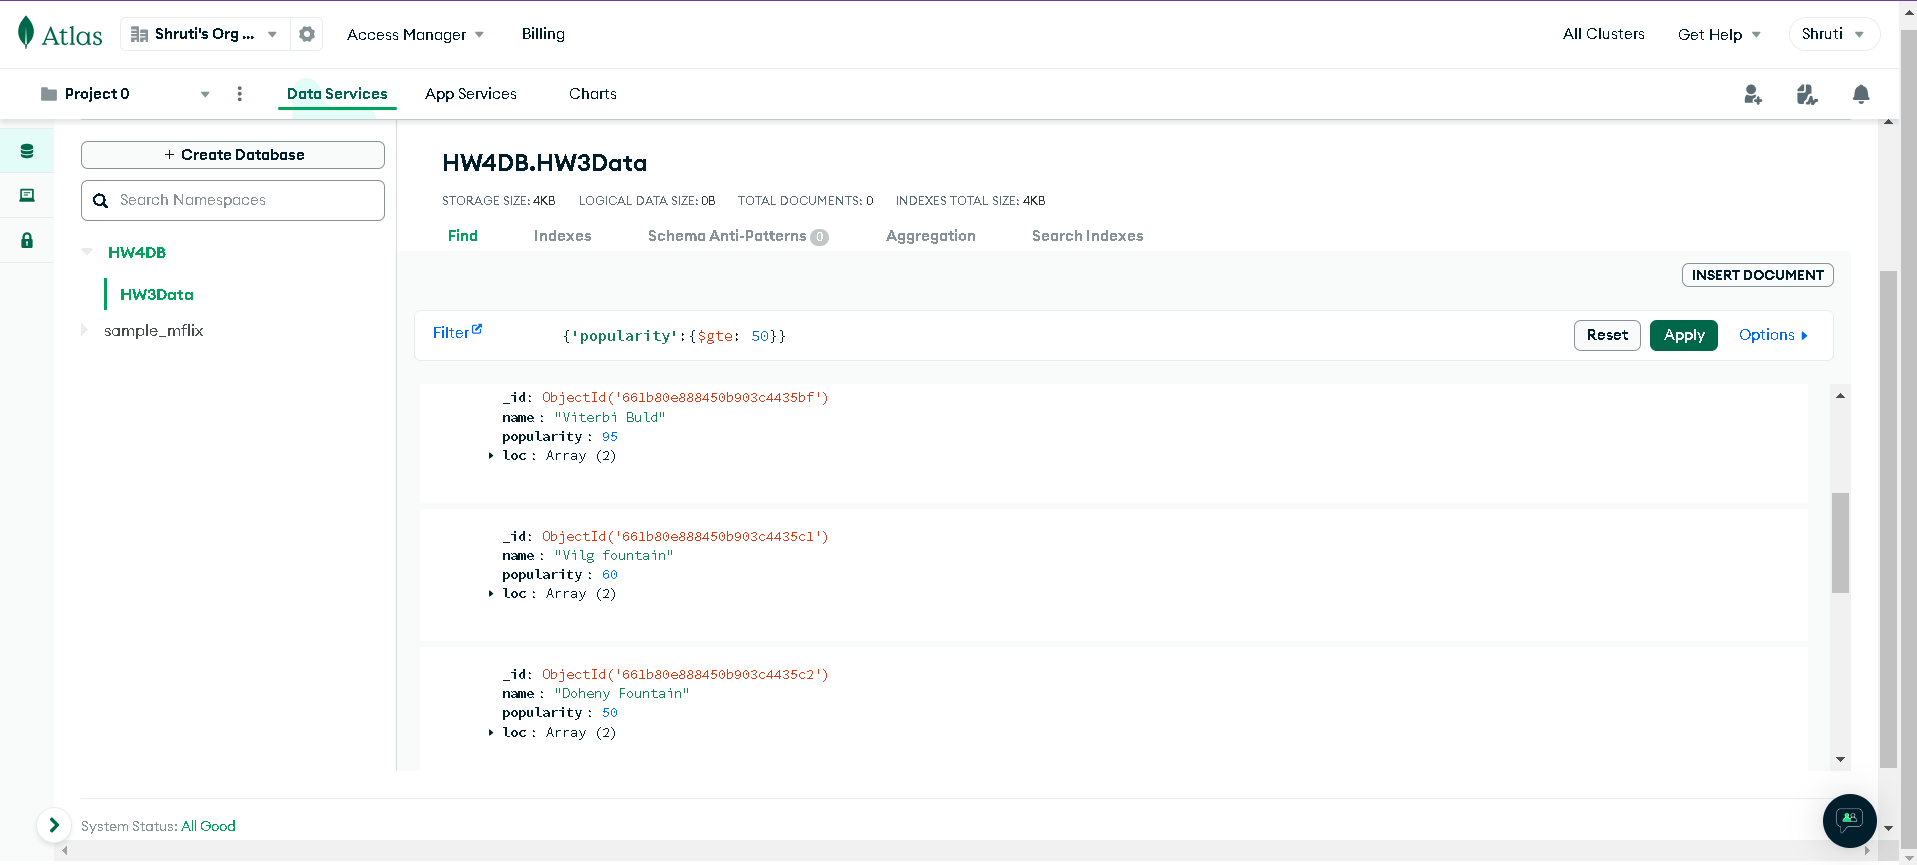 Atlas
Shruti's Org ...
Access Manager
Billing
All Clusters
Get Help
Shruti
Project 0
Data Services
App Services
Charts
+ Create Database
Search Namespaces
HW4DB
HW3Data
sample_mflix
HW4DB.HW3Data
STORAGE SIZE: 4KB LOGICAL DATA SIZE: 0B TOTAL DOCUMENTS: 0 INDEXES TOTAL SIZE: 4KB
Find Indexes Schema Anti-Patterns 0 Aggregation Search Indexes
INSERT DOCUMENT
Filter {'popularity':{$gte: 50}} Reset Apply Options
_id: ObjectId('661b80e888450b903c4435bf')
name: "Viterbi Buld"
popularity: 95
loc: Array (2)
_id: ObjectId('661b80e888450b903c4435c1')
name: "Vilg fountain"
popularity: 60
loc: Array (2)
_id: ObjectId('661b80e888450b903c4435c2')
name: "Doheny Fountain"
popularity: 50
loc: Array (2)
System Status: All Good